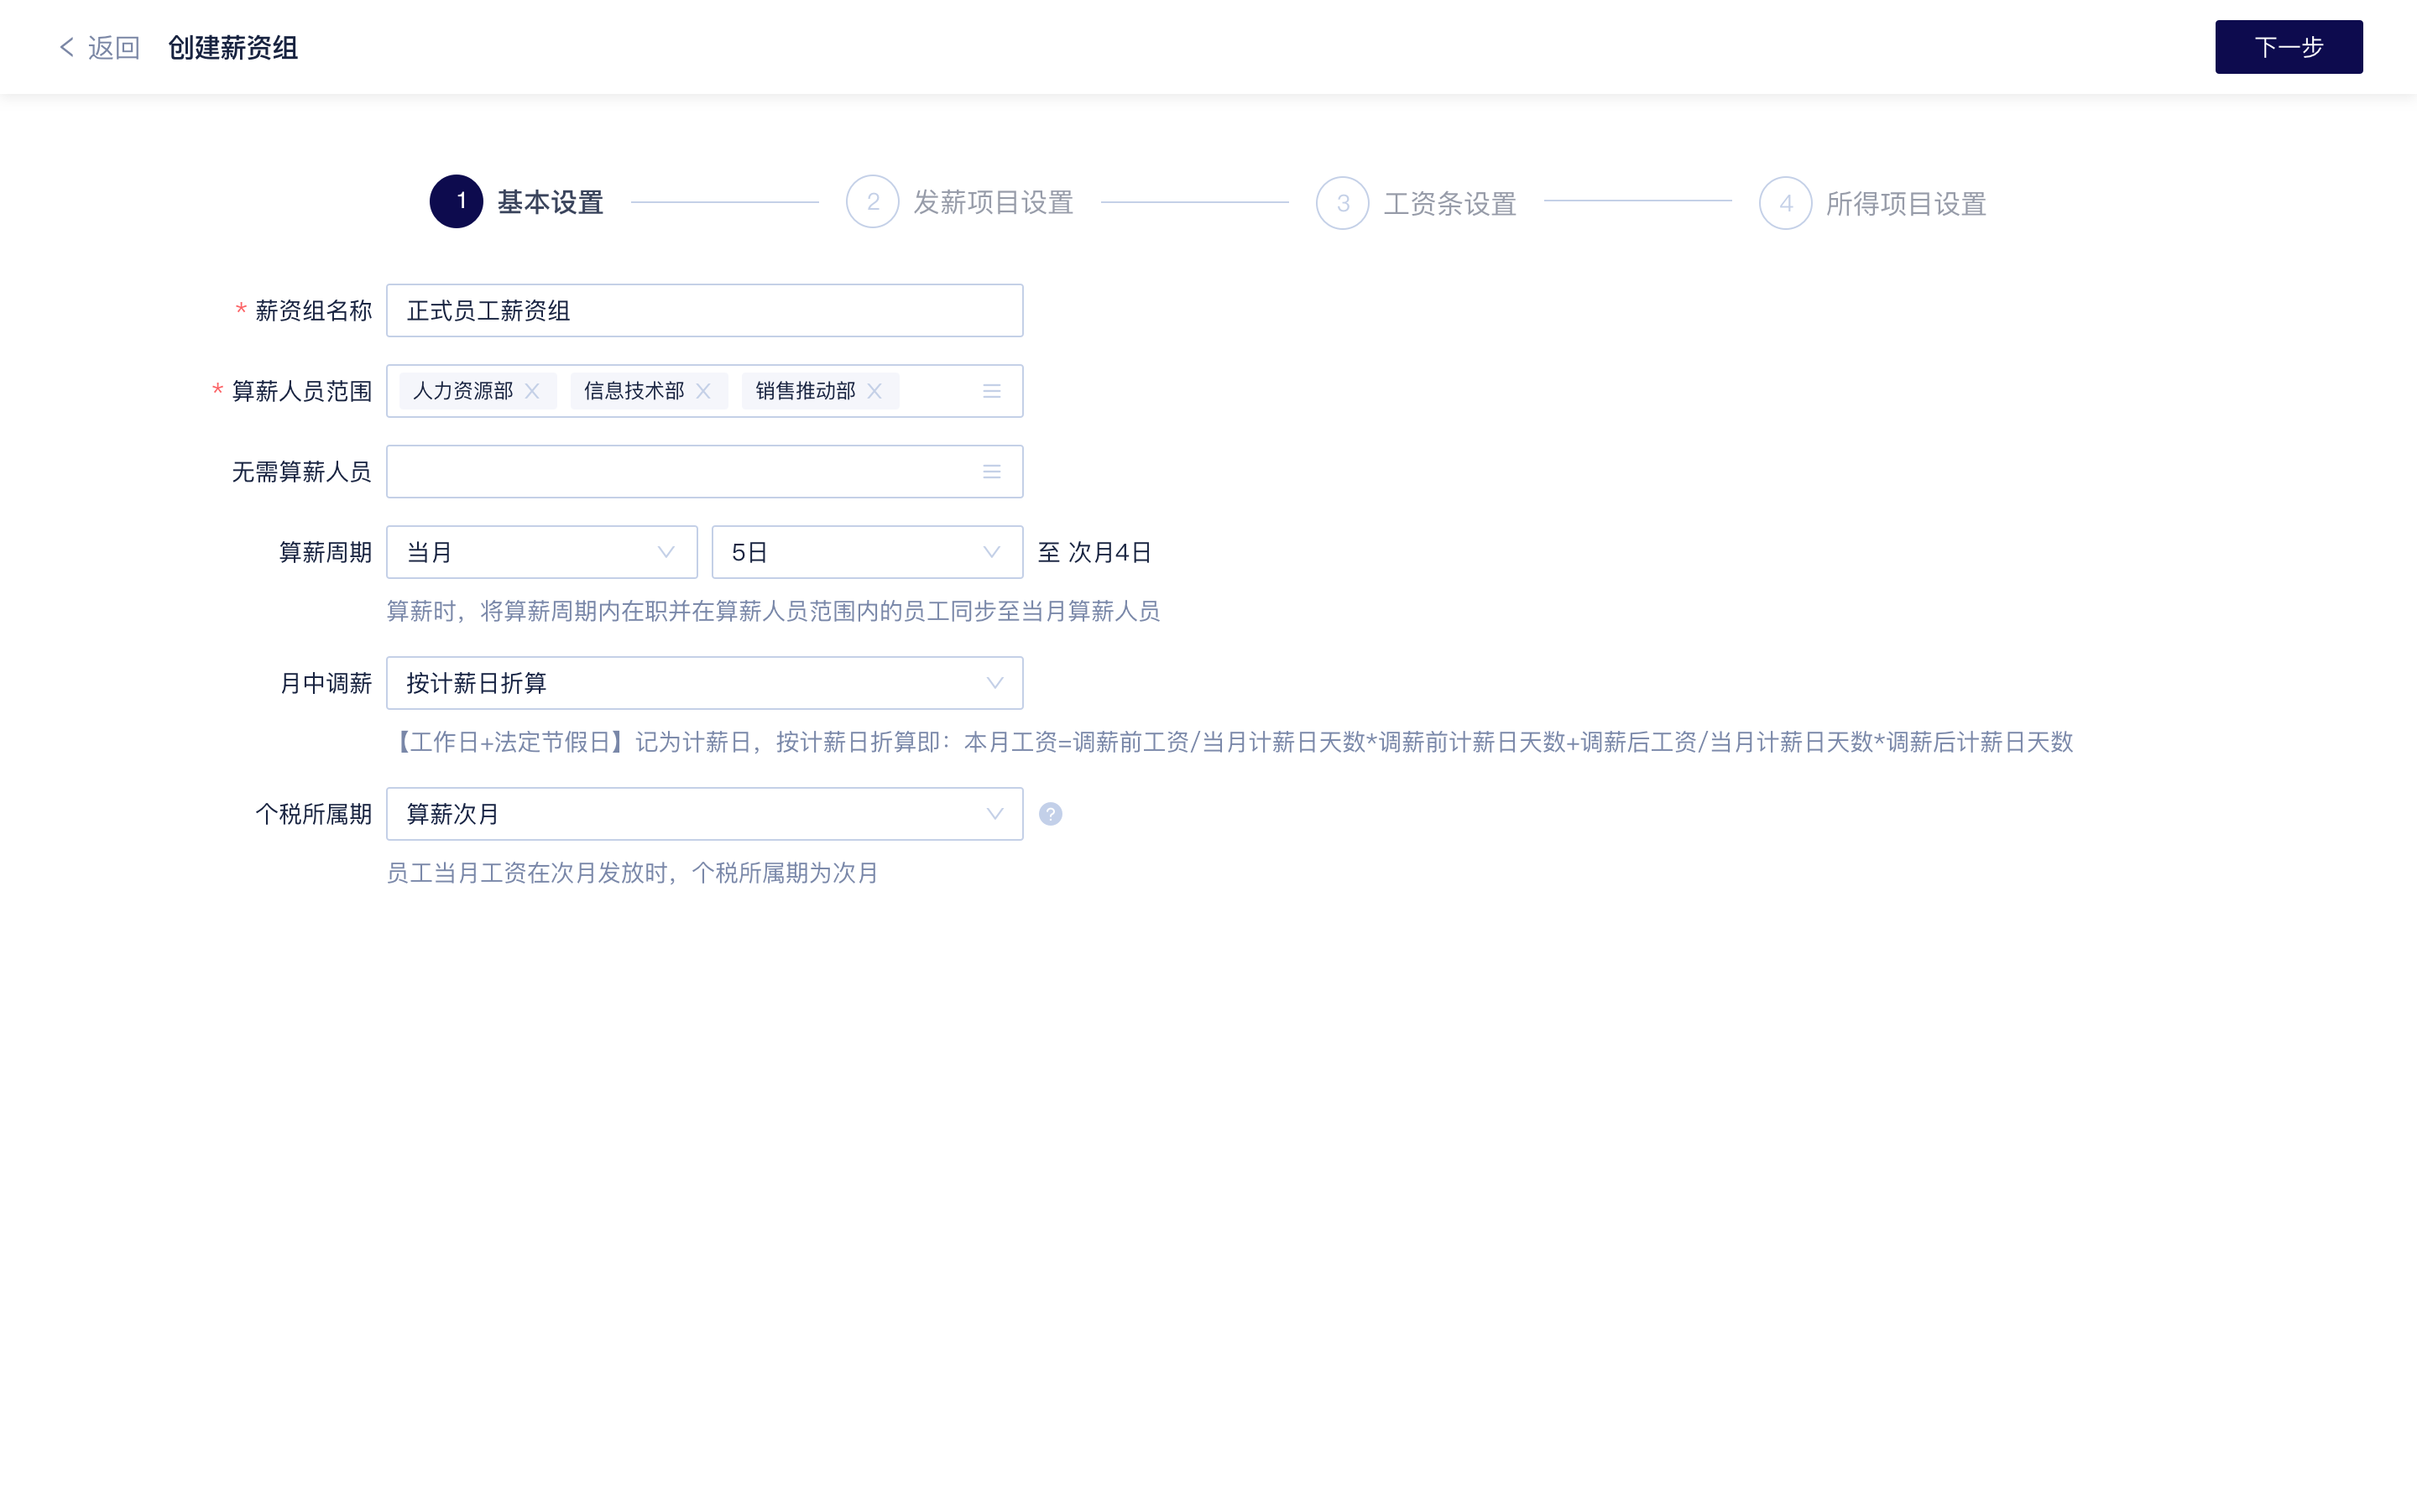 返回 创建薪资组 下一步
1 基本设置 2 发薪项目设置 3 工资条设置 4 所得项目设置
* 薪资组名称 正式员工薪资组
* 算薪人员范围 人力资源部 信息技术部 销售推动部
无需算薪人员
算薪周期 当月 5日 至 次月4日
算薪时，将算薪周期内在职并在算薪人员范围内的员工同步至当月算薪人员
月中调薪 按计薪日折算
【工作日+法定节假日】记为计薪日，按计薪日折算即：本月工资=调薪前工资/当月计薪日天数*调薪前计薪日天数+调薪后工资/当月计薪日天数*调薪后计薪日天数
个税所属期 算薪次月 ?
员工当月工资在次月发放时，个税所属期为次月